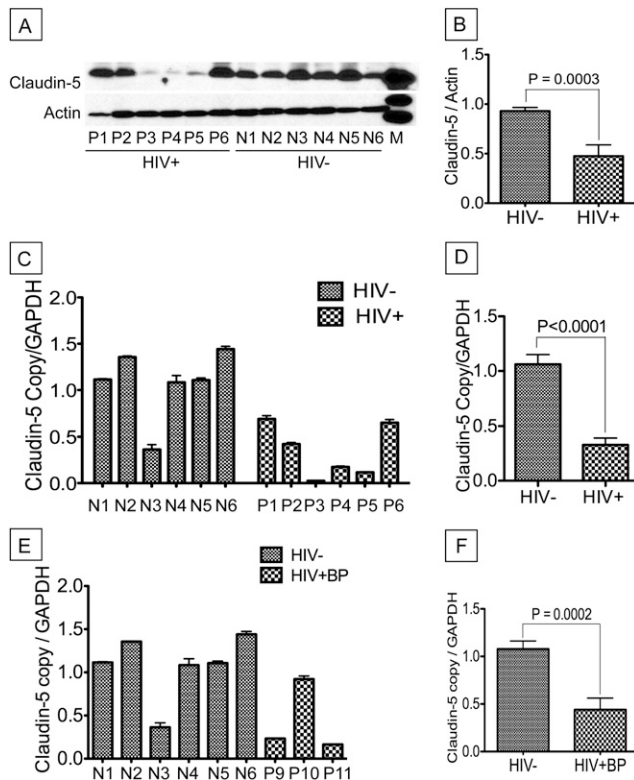 A
Claudin-5
Actin
P1 P2 P3 P4 P5 P6 N1 N2 N3 N4 N5 N6 M
HIV+ HIV-
B
Claudin-5 / Actin
1.5
1.0
0.5
0.0
P = 0.0003
HIV- HIV+
C
Claudin-5 Copy/GAPDH
2.0
1.5
1.0
0.5
0.0
HIV-
HIV+
N1 N2 N3 N4 N5 N6 P1 P2 P3 P4 P5 P6
D
Claudin-5 Copy/GAPDH
1.5
1.0
0.5
0.0
P<0.0001
HIV- HIV+
E
Claudin-5 copy / GAPDH
2.0
1.5
1.0
0.5
0.0
HIV-
HIV+BP
N1 N2 N3 N4 N5 N6 P9 P10 P11
F
Claudin-5 copy / GAPDH
1.5
1.0
0.5
0.0
P = 0.0002
HIV- HIV+BP